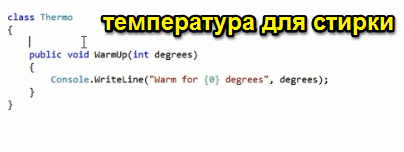 температура для стирки
class Thermo
{
public void WarmUp(int degrees)
{
Console.WriteLine("Warm for {0} degrees", degrees);
}
}